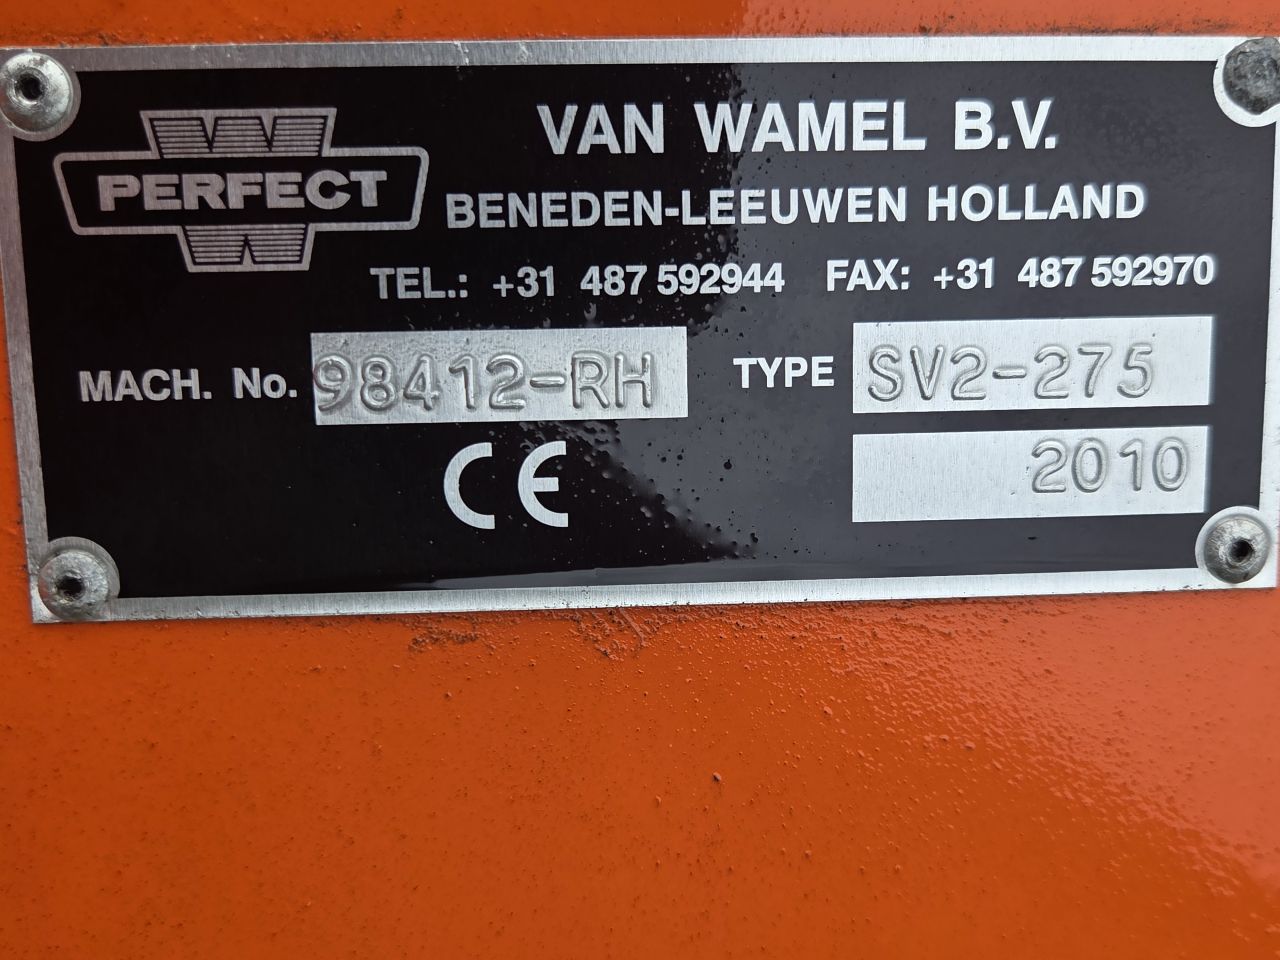 PERFECT
VAN WAMEL B.V.
BENEDEN-LEEUWEN HOLLAND
TEL.: +31 487 592944 FAX: +31 487 592970
MACH. No. 98412-RH TYPE SV2-275
CE 2010